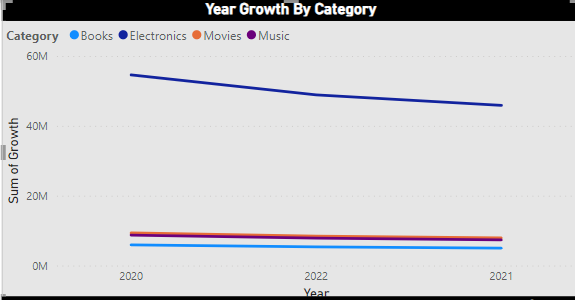 Year Growth By Category
Category Books Electronics Movies Music
60M
40M
20M
0M
Sum of Growth
2020 2022 2021
Year